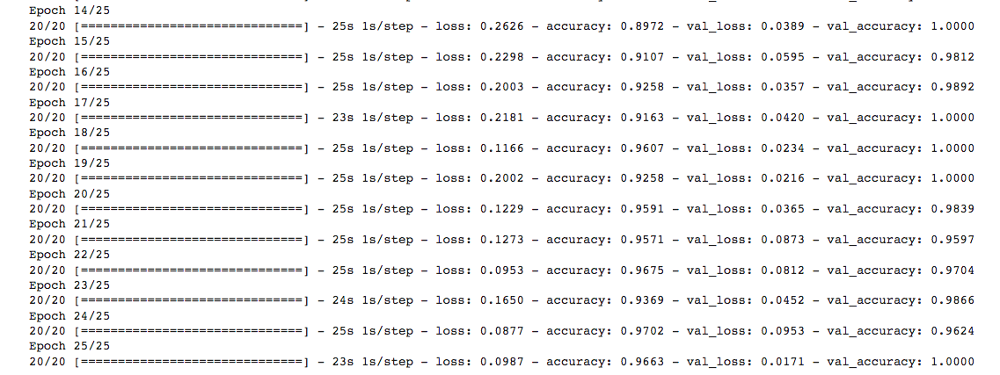 Epoch 14/25
20/20 [==============================] - 25s 1s/step - loss: 0.2626 - accuracy: 0.8972 - val_loss: 0.0389 - val_accuracy: 1.0000
Epoch 15/25
20/20 [==============================] - 25s 1s/step - loss: 0.2298 - accuracy: 0.9107 - val_loss: 0.0595 - val_accuracy: 0.9812
Epoch 16/25
20/20 [==============================] - 25s 1s/step - loss: 0.2003 - accuracy: 0.9258 - val_loss: 0.0357 - val_accuracy: 0.9892
Epoch 17/25
20/20 [==============================] - 23s 1s/step - loss: 0.2181 - accuracy: 0.9163 - val_loss: 0.0420 - val_accuracy: 1.0000
Epoch 18/25
20/20 [==============================] - 25s 1s/step - loss: 0.1166 - accuracy: 0.9607 - val_loss: 0.0234 - val_accuracy: 1.0000
Epoch 19/25
20/20 [==============================] - 25s 1s/step - loss: 0.2002 - accuracy: 0.9258 - val_loss: 0.0216 - val_accuracy: 1.0000
Epoch 20/25
20/20 [==============================] - 25s 1s/step - loss: 0.1229 - accuracy: 0.9591 - val_loss: 0.0365 - val_accuracy: 0.9839
Epoch 21/25
20/20 [==============================] - 25s 1s/step - loss: 0.1273 - accuracy: 0.9571 - val_loss: 0.0873 - val_accuracy: 0.9597
Epoch 22/25
20/20 [==============================] - 25s 1s/step - loss: 0.0953 - accuracy: 0.9675 - val_loss: 0.0812 - val_accuracy: 0.9704
Epoch 23/25
20/20 [==============================] - 24s 1s/step - loss: 0.1650 - accuracy: 0.9369 - val_loss: 0.0452 - val_accuracy: 0.9866
Epoch 24/25
20/20 [==============================] - 25s 1s/step - loss: 0.0877 - accuracy: 0.9702 - val_loss: 0.0953 - val_accuracy: 0.9624
Epoch 25/25
20/20 [==============================] - 23s 1s/step - loss: 0.0987 - accuracy: 0.9663 - val_loss: 0.0171 - val_accuracy: 1.0000